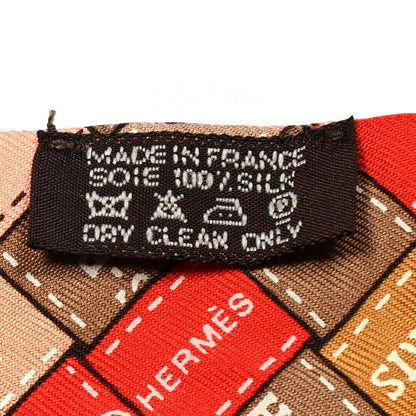 MADE IN FRANCE
SOIE 100% SILK
DRY CLEAN ONLY
HERMÈS